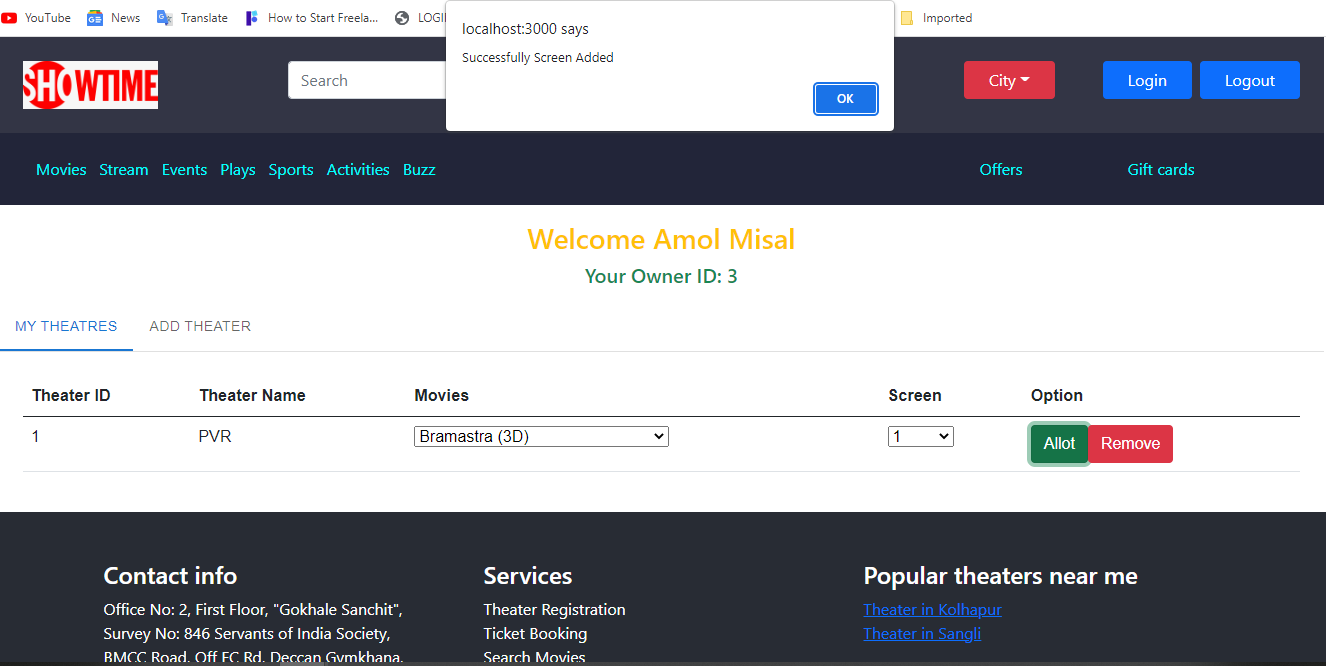 YouTube News Translate How to Start Freela... LOGI Imported
localhost:3000 says
Successfully Screen Added
OK
SHOWTIME Search City Login Logout
Movies Stream Events Plays Sports Activities Buzz Offers Gift cards
Welcome Amol Misal
Your Owner ID: 3
MY THEATRES ADD THEATER
Theater ID Theater Name Movies Screen Option
1 PVR Bramastra (3D) 1 Allot Remove
Contact info Services Popular theaters near me
Office No: 2, First Floor, "Gokhale Sanchit", Theater Registration Theater in Kolhapur
Survey No: 846 Servants of India Society, Ticket Booking Theater in Sangli
BMCC Road, Off FC Rd, Deccan Gymkhana, Search Movies